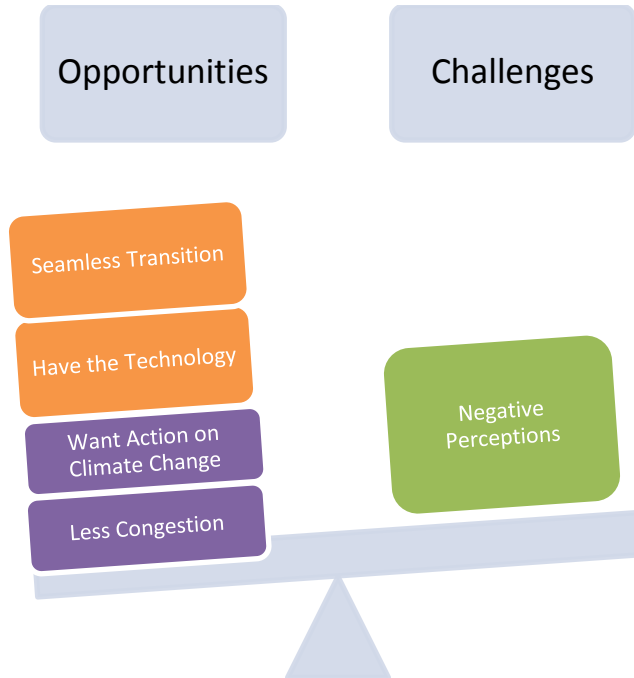 Opportunities
Challenges
Seamless Transition
Have the Technology
Want Action on
Climate Change
Less Congestion
Negative
Perceptions